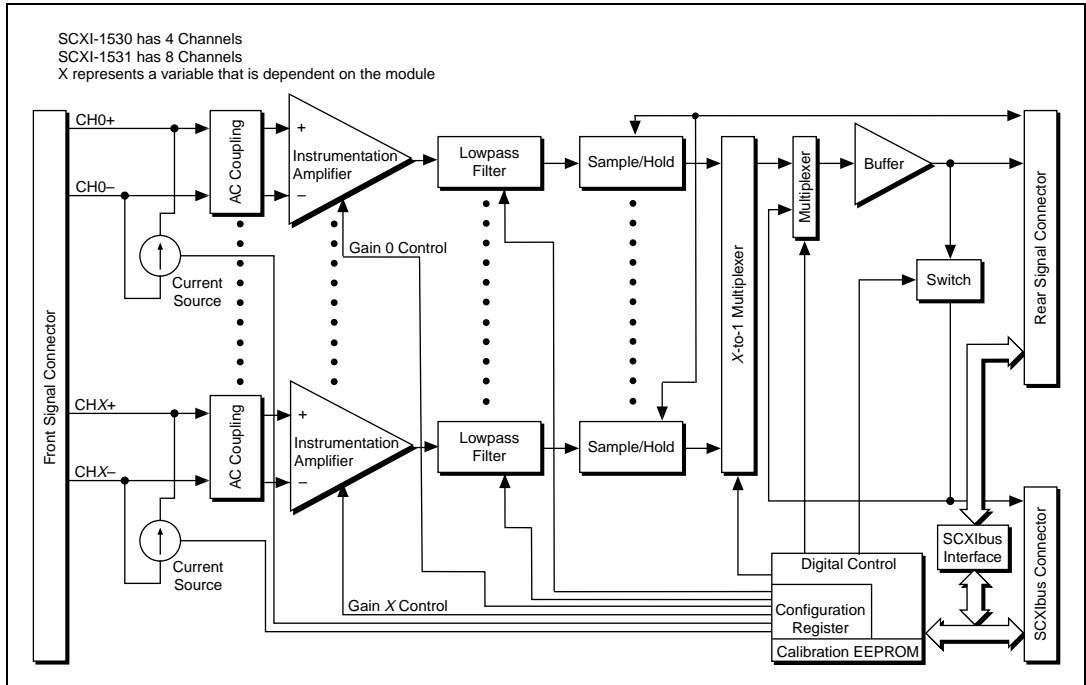 SCXI-1530 has 4 Channels
SCXI-1531 has 8 Channels
X represents a variable that is dependent on the module
Front Signal Connector
CH0+
CH0–
Current
Source
AC Coupling
+
–
Instrumentation
Amplifier
Gain 0 Control
Lowpass
Filter
Sample/Hold
X-to-1 Multiplexer
Multiplexer
Buffer
Switch
Rear Signal Connector
CHX+
CHX–
Current
Source
AC Coupling
+
–
Instrumentation
Amplifier
Gain X Control
Lowpass
Filter
Sample/Hold
Digital Control
Configuration
Register
Calibration EEPROM
SCXIbus
Interface
SCXIbus Connector